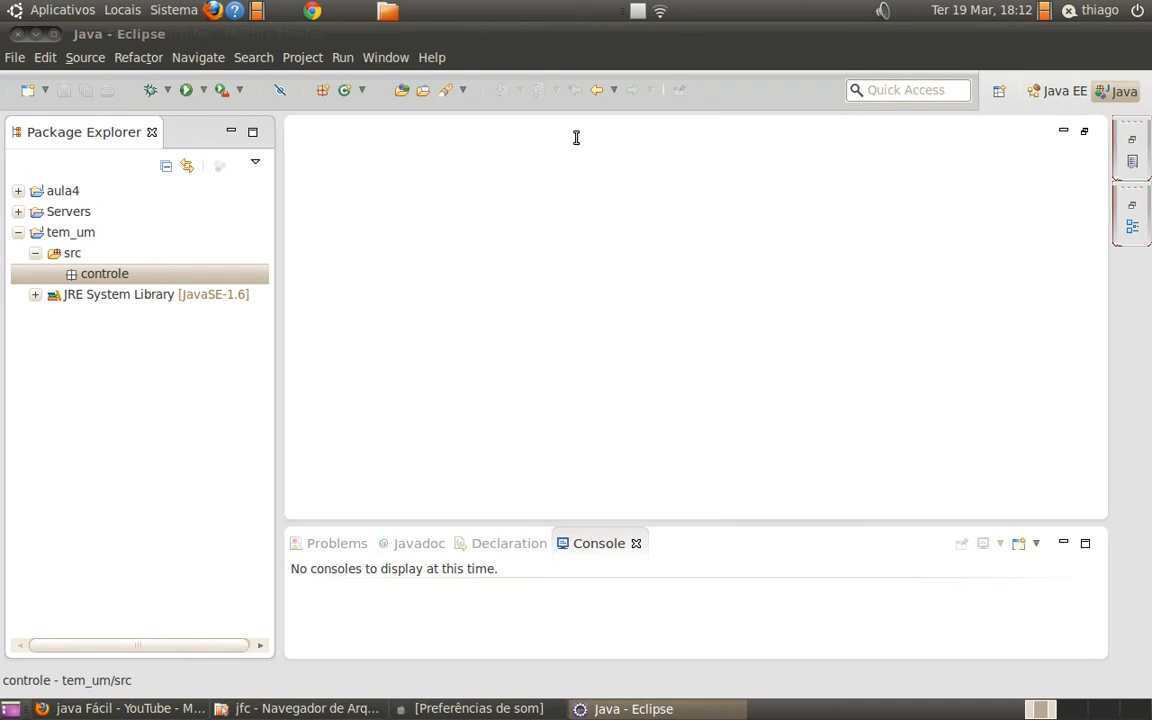 Aplicativos Locais Sistema Ter 19 Mar, 18:12 thiago
Java - Eclipse
File Edit Source Refactor Navigate Search Project Run Window Help
Quick Access Java EE Java
Package Explorer
aula4
Servers
tem_um
src
controle
JRE System Library [JavaSE-1.6]
Problems @ Javadoc Declaration Console
No consoles to display at this time.
controle - tem_um/src
java Fácil - YouTube - M... jfc - Navegador de Arq... [Preferências de som] Java - Eclipse